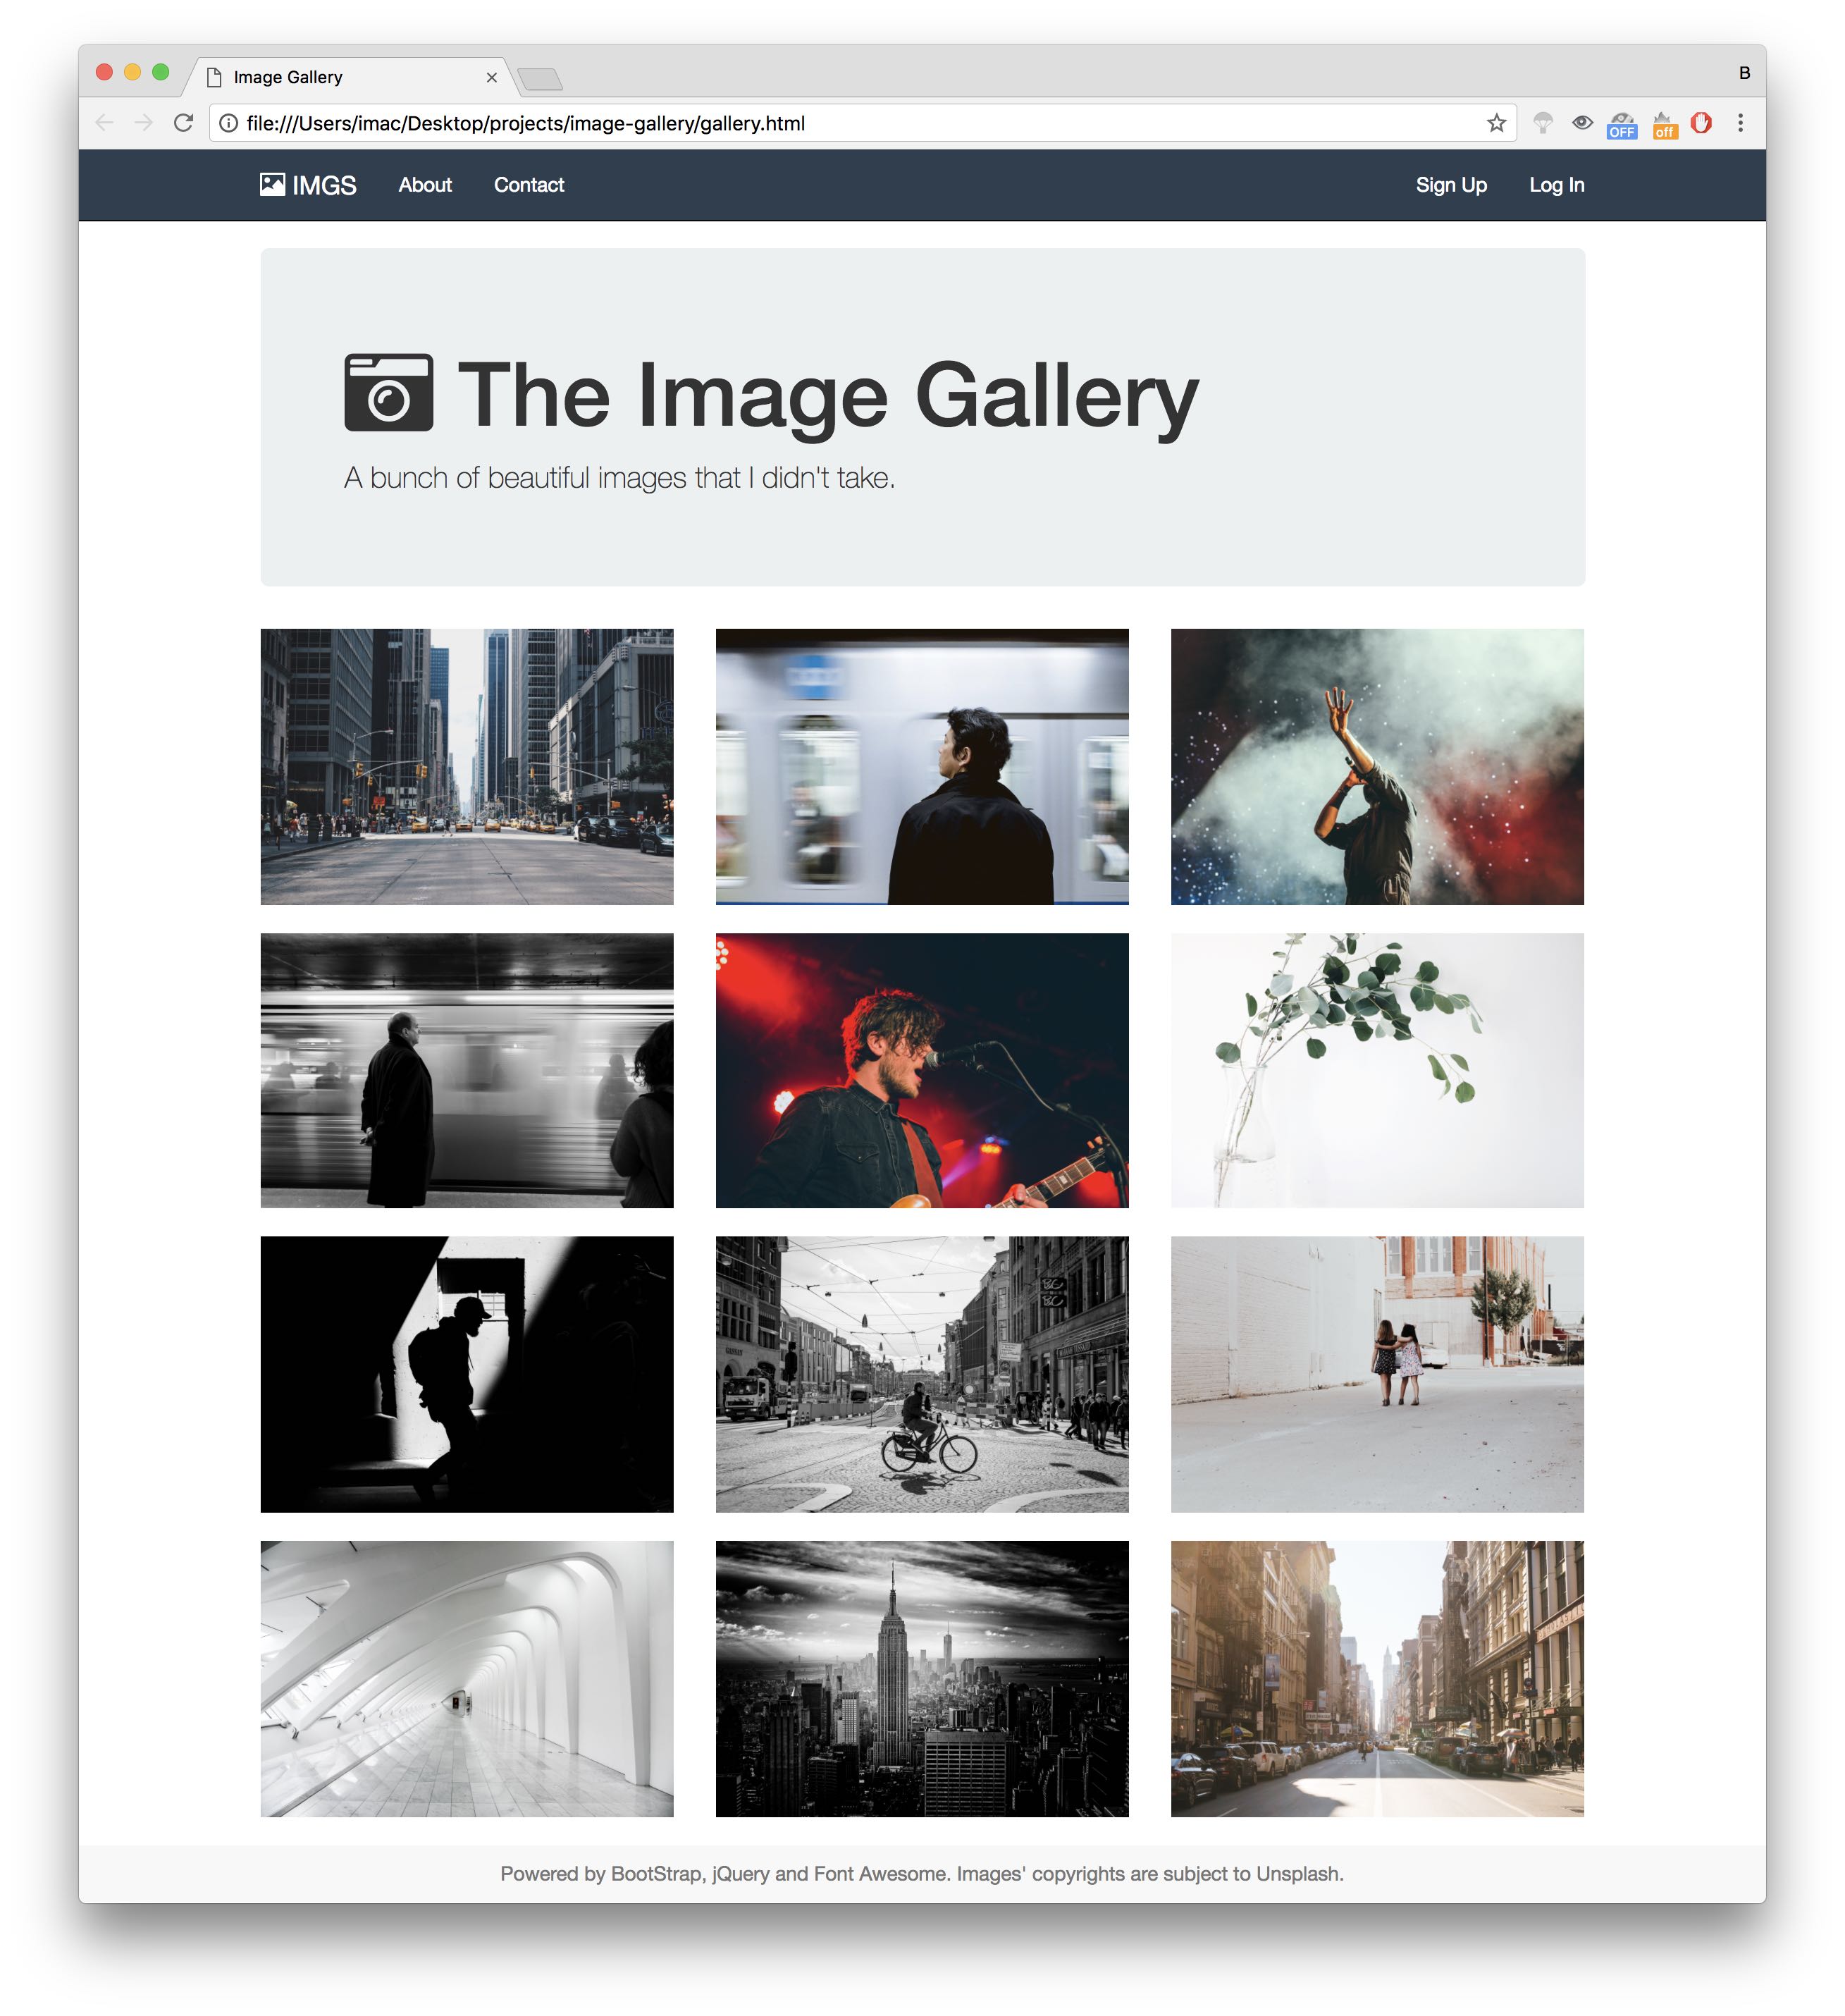 Image Gallery
B
file:///Users/imac/Desktop/projects/image-gallery/gallery.html
OFF
off
IMGS About Contact Sign Up Log In
The Image Gallery
A bunch of beautiful images that I didn't take.
BC
BC
Powered by BootStrap, jQuery and Font Awesome. Images' copyrights are subject to Unsplash.